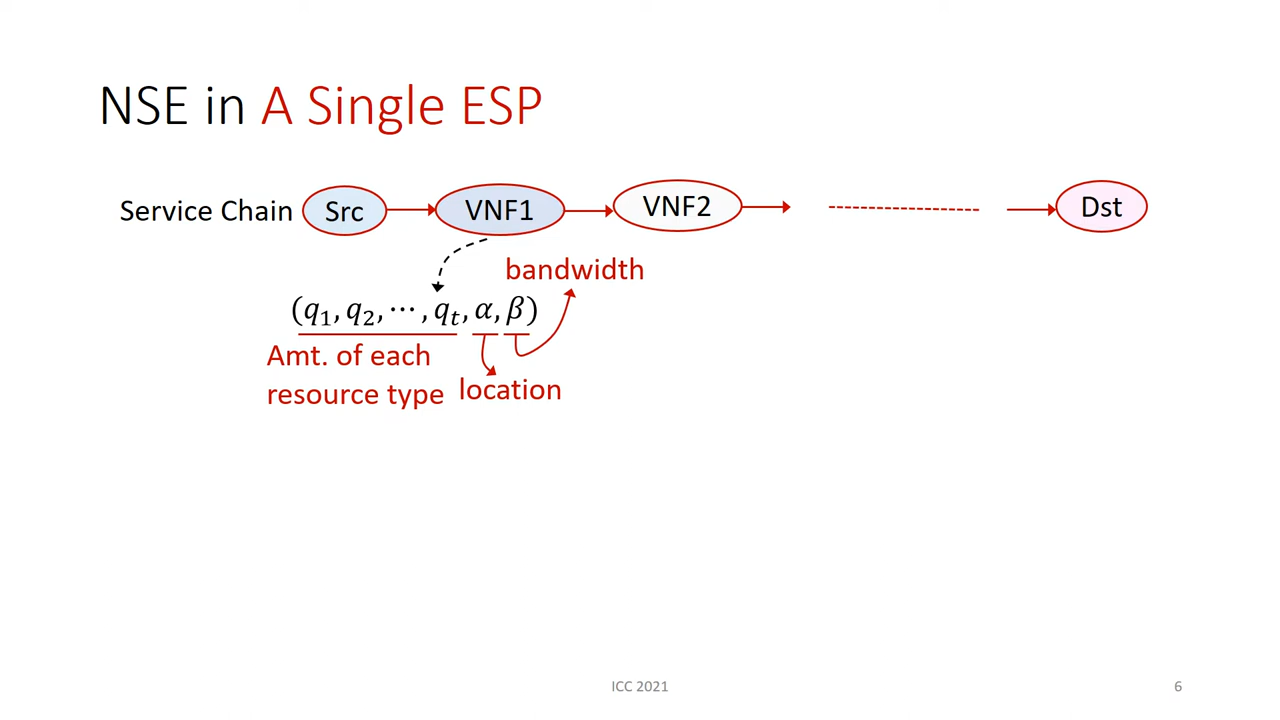 NSE in A Single ESP
Service Chain Src VNF1 VNF2 Dst
bandwidth
(q₁, q₂, ⋯, qₜ, α, β)
Amt. of each
resource type
location
ICC 2021
6